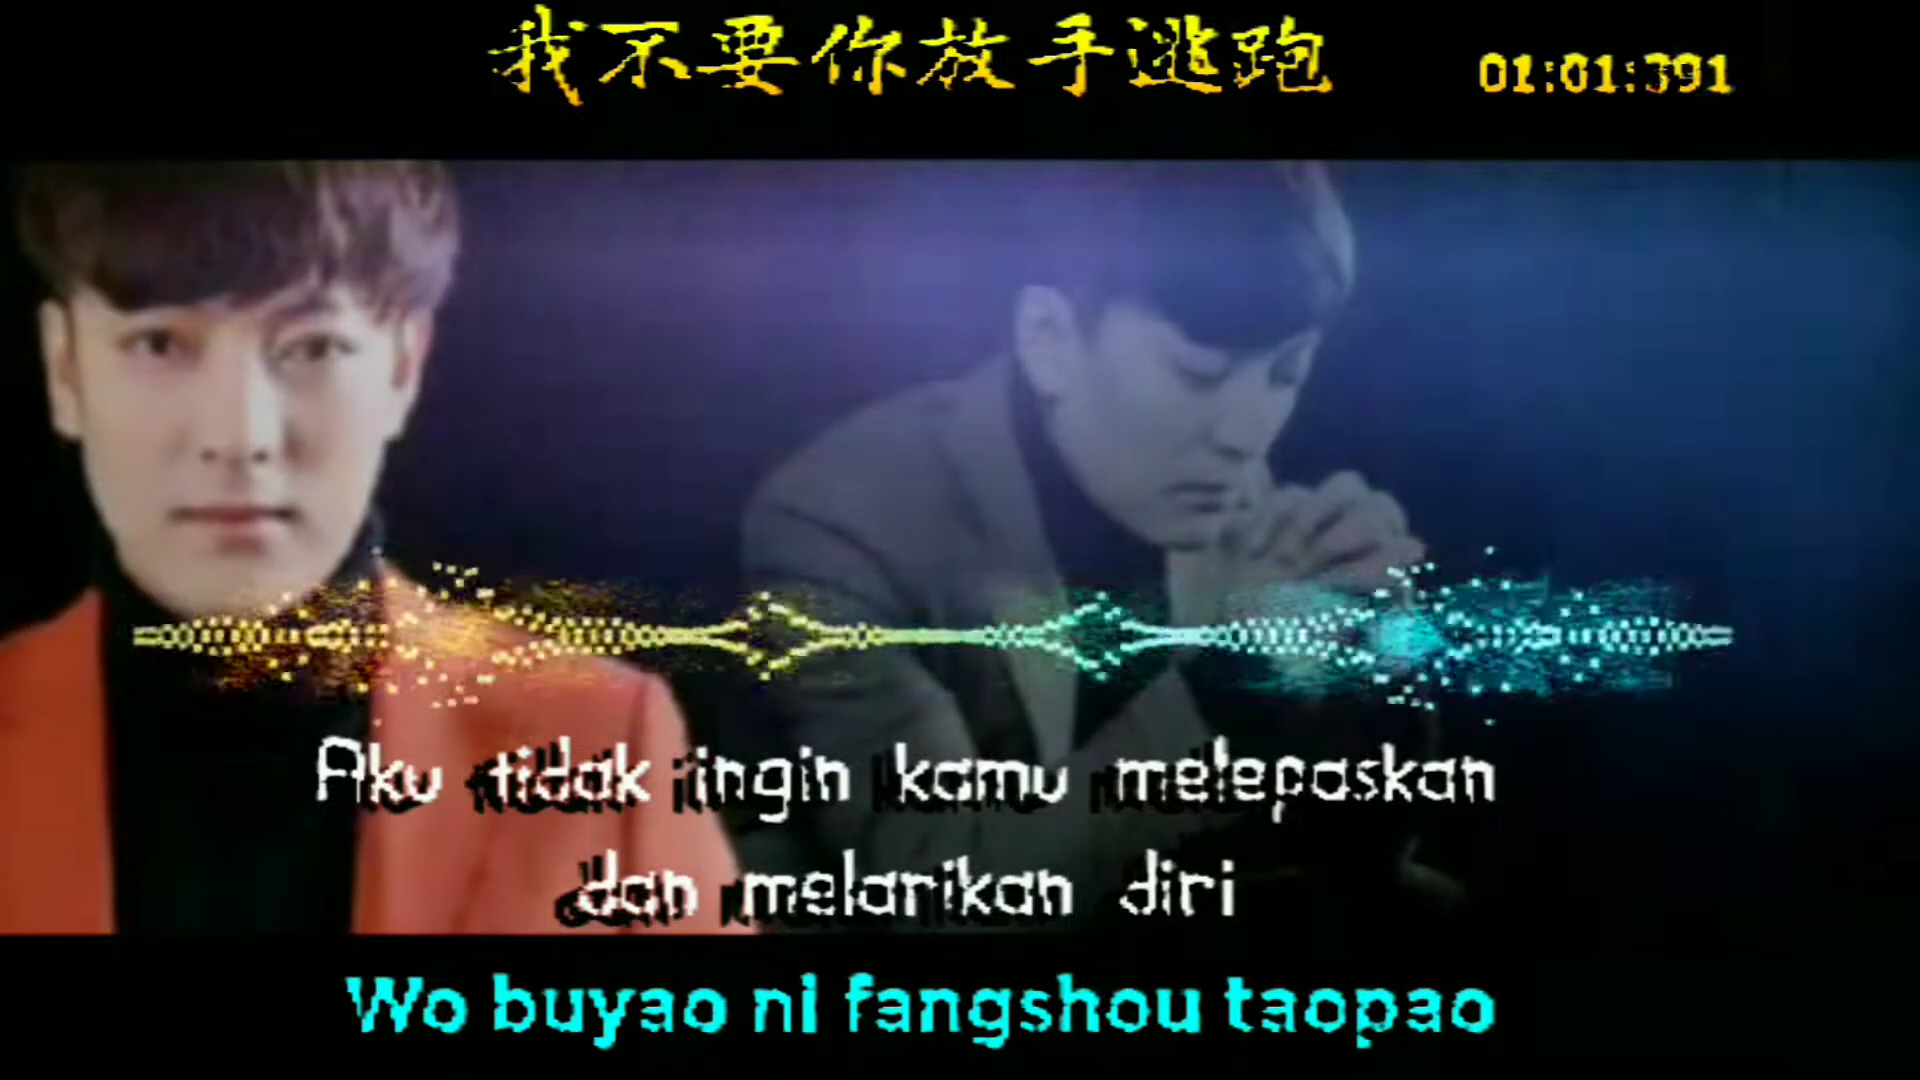 我不要你放手逃跑
01:01:391
Aku tidak ingin kamu melepaskan
dan melarikan diri
Wo buyao ni fangshou taopao